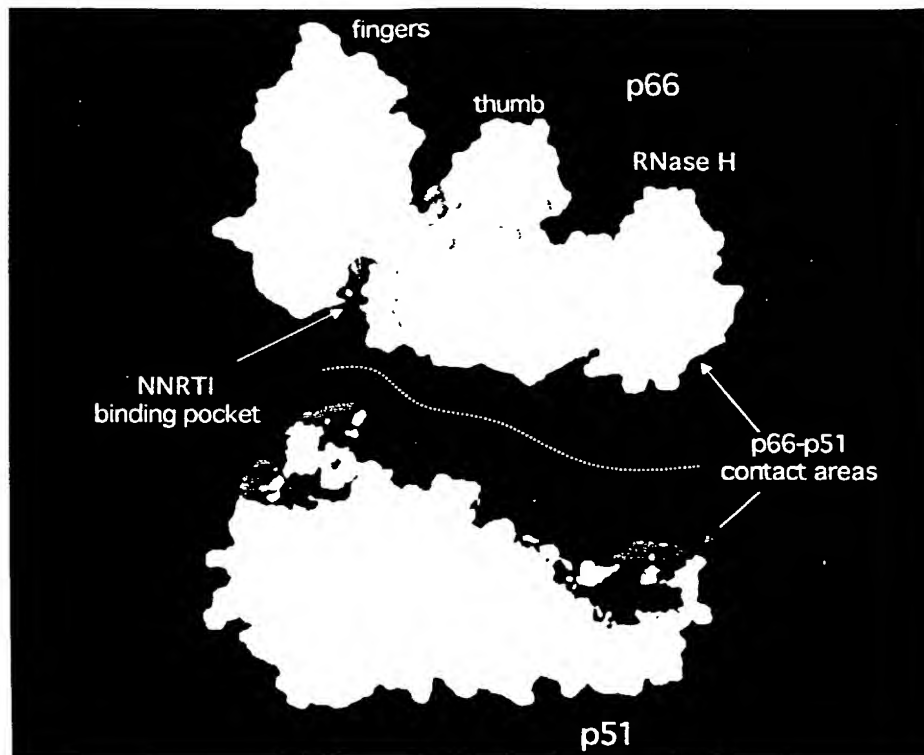 fingers
p66
thumb
RNase H
NNRTI
binding pocket
p66-p51
contact areas
p51